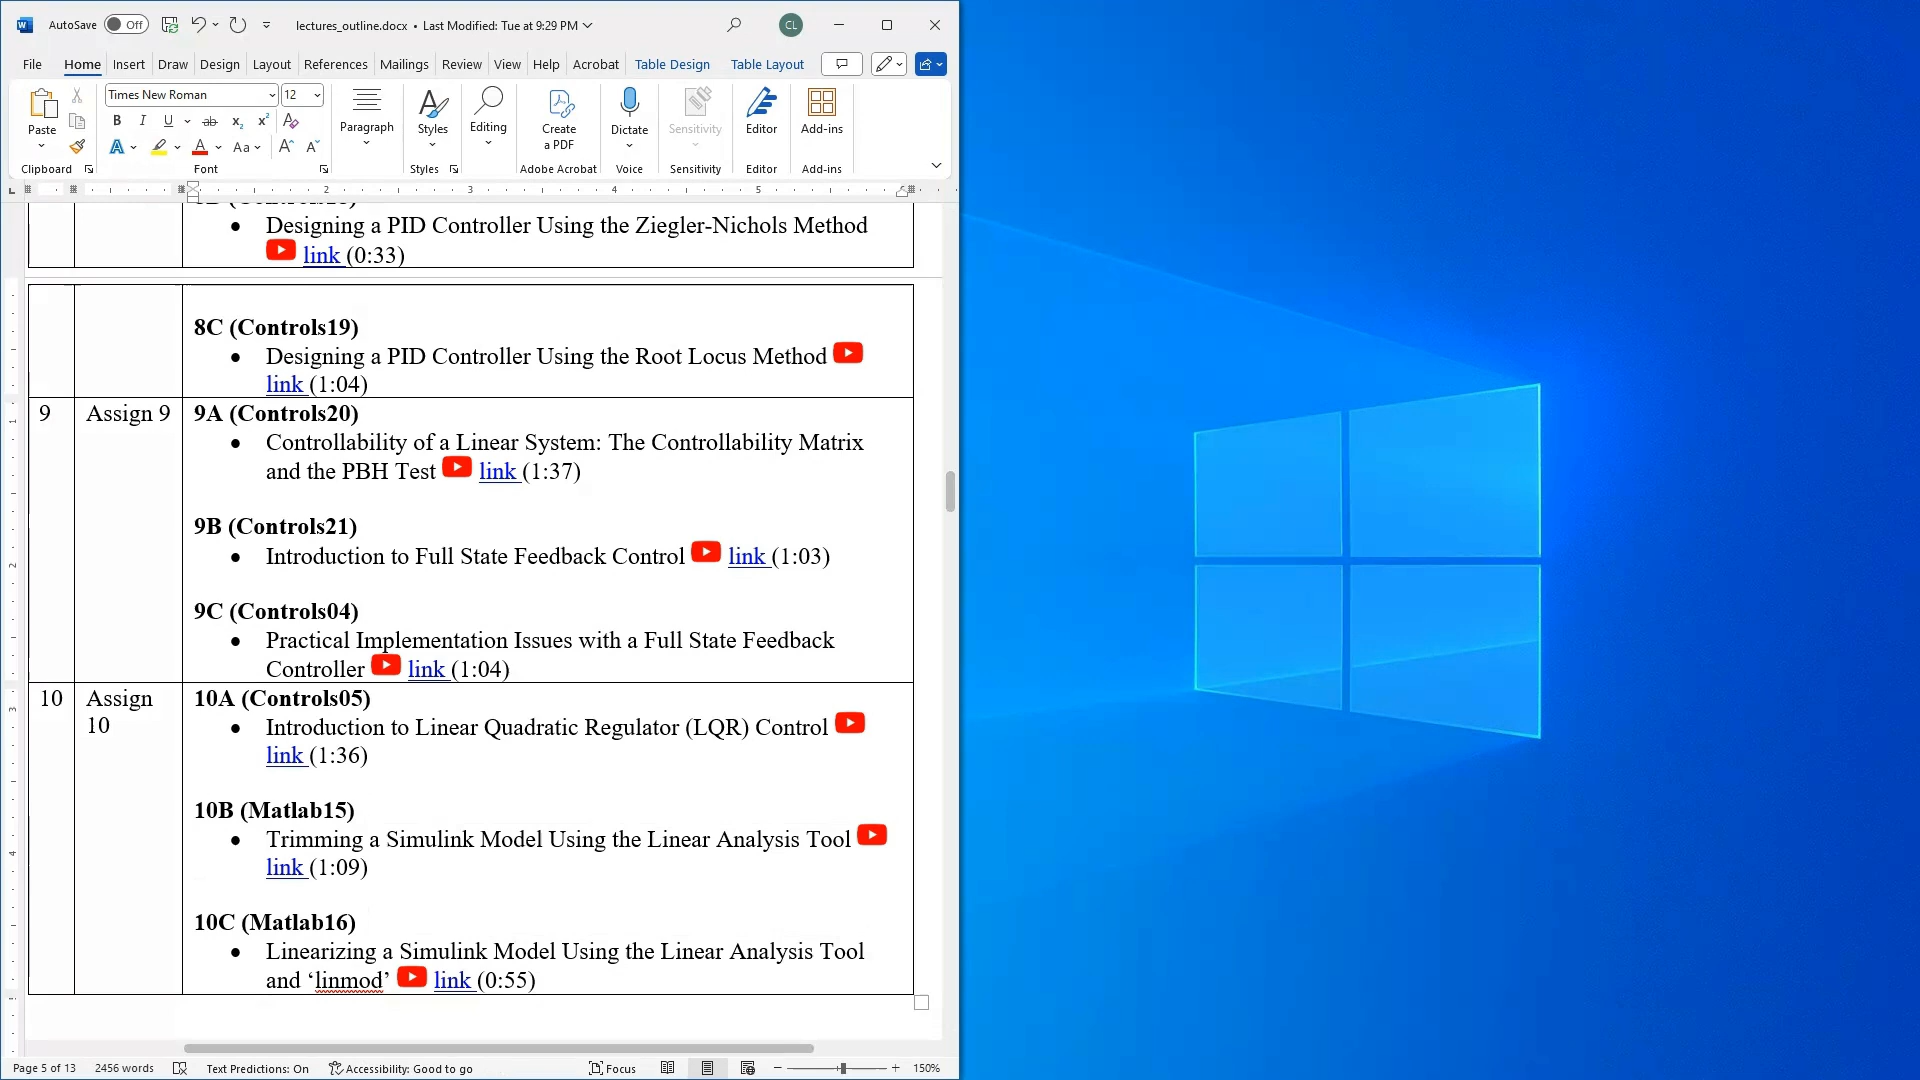 AutoSave Off lectures_outline.docx • Last Modified: Tue at 9:29 PM CL
File Home Insert Draw Design Layout References Mailings Review View Help Acrobat Table Design Table Layout
Times New Roman 12
Paste Paragraph Styles Editing Create a PDF Dictate Sensitivity Editor Add-ins
Clipboard Font Styles Adobe Acrobat Voice Sensitivity Editor Add-ins
2 3 4 5
• Designing a PID Controller Using the Ziegler-Nichols Method
link (0:33)
8C (Controls19)
• Designing a PID Controller Using the Root Locus Method
link (1:04)
9 Assign 9 9A (Controls20)
• Controllability of a Linear System: The Controllability Matrix
and the PBH Test link (1:37)
9B (Controls21)
• Introduction to Full State Feedback Control link (1:03)
9C (Controls04)
• Practical Implementation Issues with a Full State Feedback
Controller link (1:04)
10 Assign 10A (Controls05)
10 • Introduction to Linear Quadratic Regulator (LQR) Control
link (1:36)
10B (Matlab15)
• Trimming a Simulink Model Using the Linear Analysis Tool
link (1:09)
10C (Matlab16)
• Linearizing a Simulink Model Using the Linear Analysis Tool
and ‘linmod’ link (0:55)
Page 5 of 13 2456 words Text Predictions: On Accessibility: Good to go Focus 150%